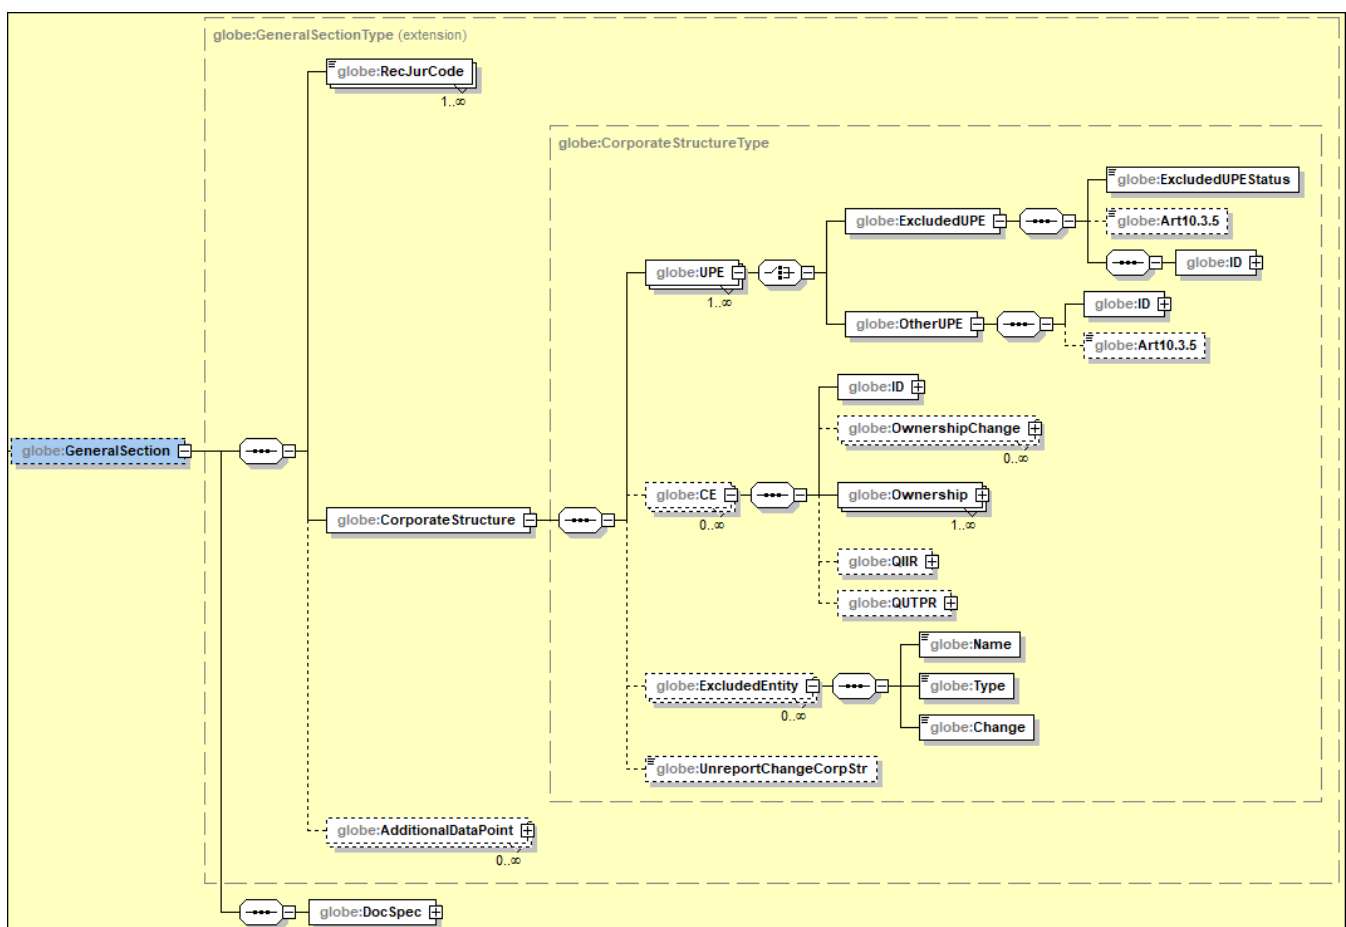 globe:GeneralSectionType (extension)
globe:RecJurCode
1..∞
globe:CorporateStructureType
globe:ExcludedUPEStatus
globe:ExcludedUPE
globe:Art10.3.5
globe:UPE
1..∞
globe:ID
globe:OtherUPE
globe:ID
globe:Art10.3.5
globe:ID
globe:OwnershipChange
0..∞
globe:GeneralSection
globe:CE
0..∞
globe:Ownership
1..∞
globe:CorporateStructure
globe:QIIR
globe:QUTPR
globe:Name
globe:ExcludedEntity
0..∞
globe:Type
globe:Change
globe:UnreportChangeCorpStr
globe:AdditionalDataPoint
0..∞
globe:DocSpec